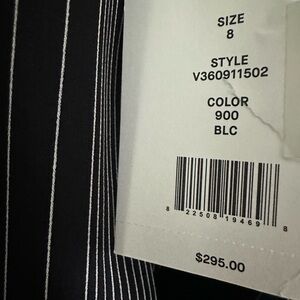 SIZE
8
STYLE
V360911502
COLOR
900
BLC
8 22508 19469 8
$295.00